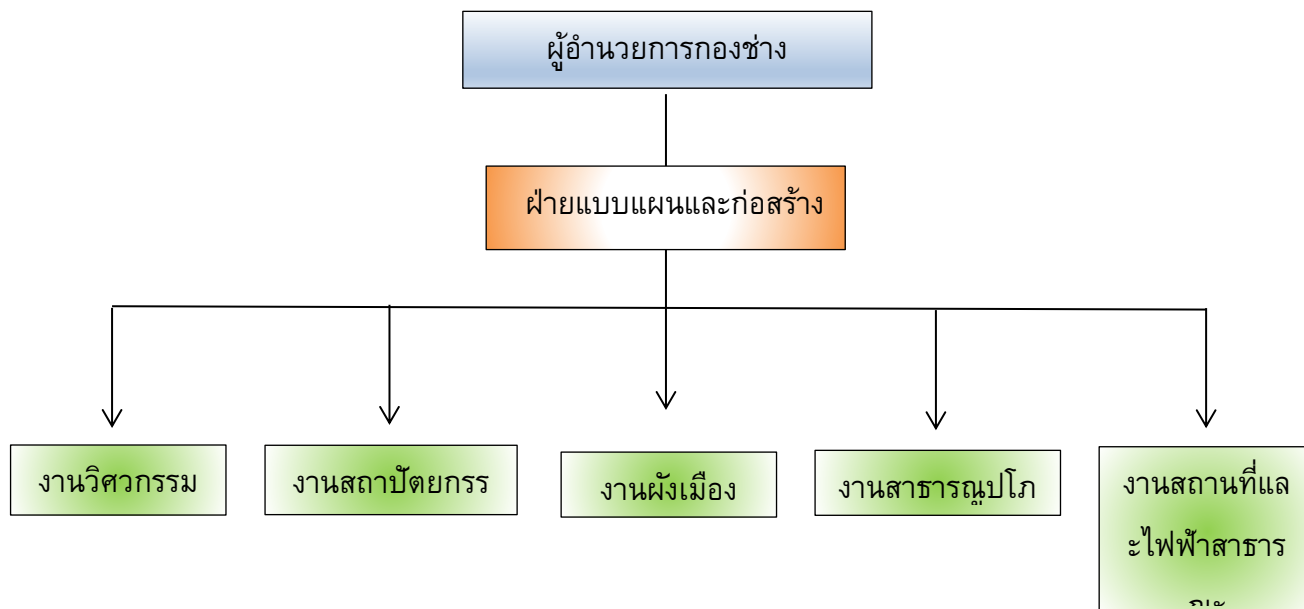 ผู้อำนวยการกองช่าง
ฝ่ายแบบแผนและก่อสร้าง
งานวิศวกรรม
งานสถาปัตยกรร
งานผังเมือง
งานสาธารณูปโภ
งานสถานที่แล
ะไฟฟ้าสาธาร
ณะ